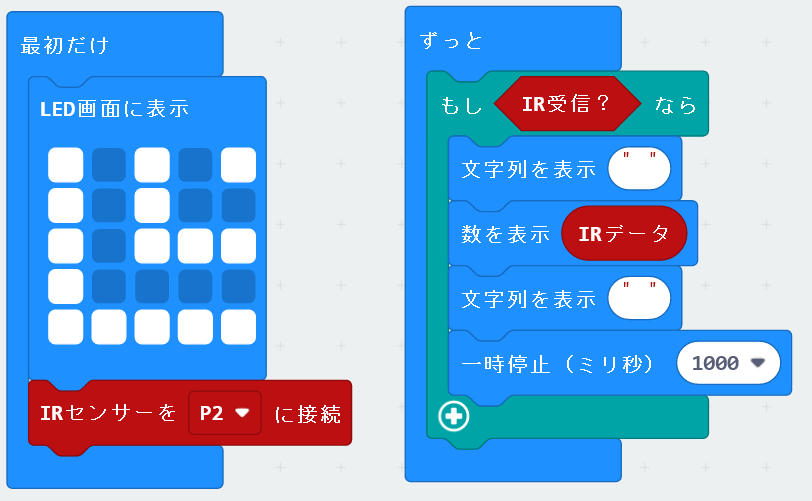 最初だけ
LED画面に表示
IRセンサーを P2 に接続
ずっと
もし IR受信？ なら
文字列を表示 " "
数を表示 IRデータ
文字列を表示 " "
一時停止（ミリ秒） 1000